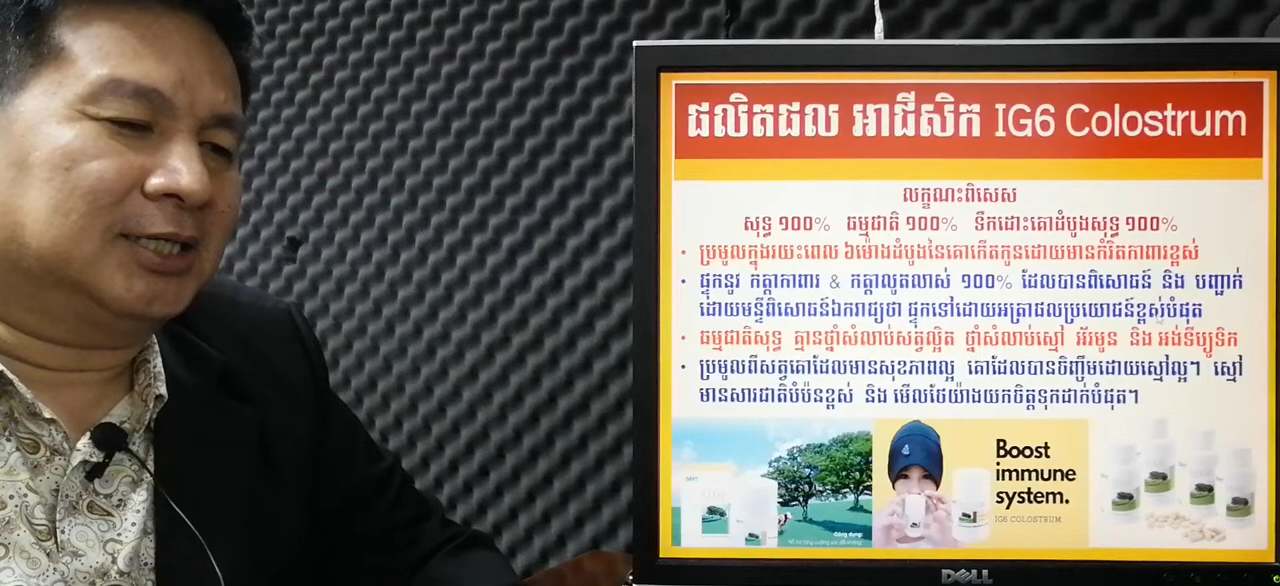 ផលិតផល អាជីសិក IG6 Colostrum
លក្ខណះពិសេស
សុទ្ធ ១០០% ធម្មជាតិ ១០០% ទឹកដោះគោដំបូងសុទ្ធ ១០០%
• ប្រមូលក្នុងរយះពេល ៦ម៉ោងដំបូងនៃគោកើតកូនដោយមានកំរិតកាពារខ្ពស់
• ផ្ទុកនូវ កត្តាកាពារ & កត្តាលូតលាស់ ១០០% ដែលបានពិសោធន៍ និង បញ្ជាក់
ដោយមន្ទីពិសោធន៍ឯករាជ្យថា ផ្ទុកទៅដោយអត្រាផលប្រយោជន៍ខ្ពស់បំផុត
• ធម្មជាតិសុទ្ធ គ្មានថ្នាំសំលាប់សត្វល្អិត ថ្នាំសំលាប់ស្មៅ អ័រមូន និង អង់ទីប្យូទិក
• ប្រមូលពីសត្វគោដែលមានសុខភាពល្អ គោដែលបានចិញ្ចឹមដោយស្មៅល្អៗ ស្មៅ
មានសារជាតិបំប៉នខ្ពស់ និង មើលថែយ៉ាងយកចិត្តទុកដាក់បំផុត។
Boost
immune
system.
IG6 COLOSTRUM
DELL